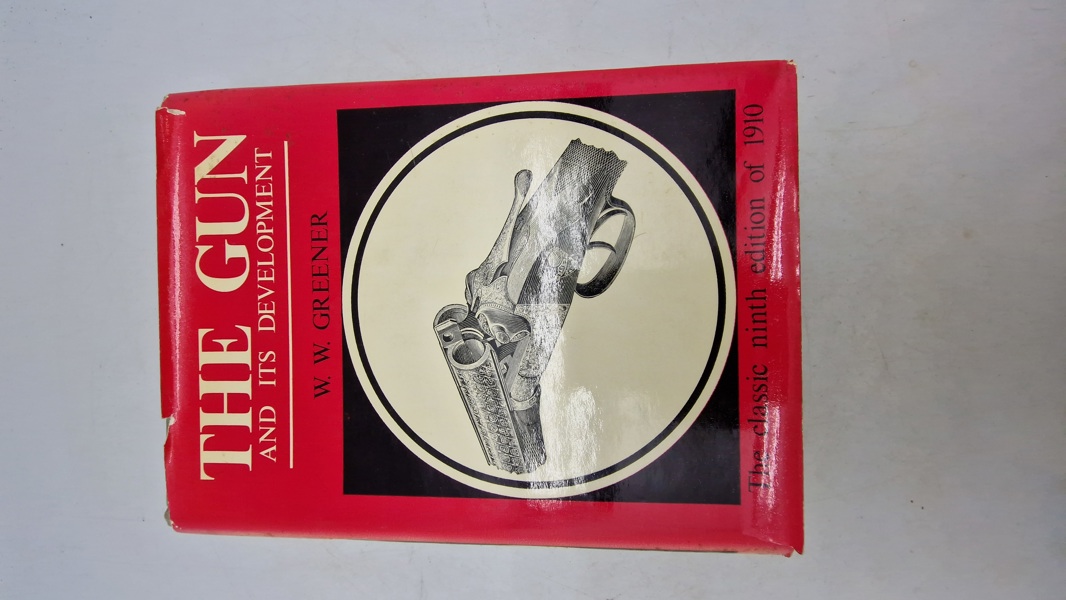 THE GUN
AND ITS DEVELOPMENT
W. W. GREENER
The classic ninth edition of 1910